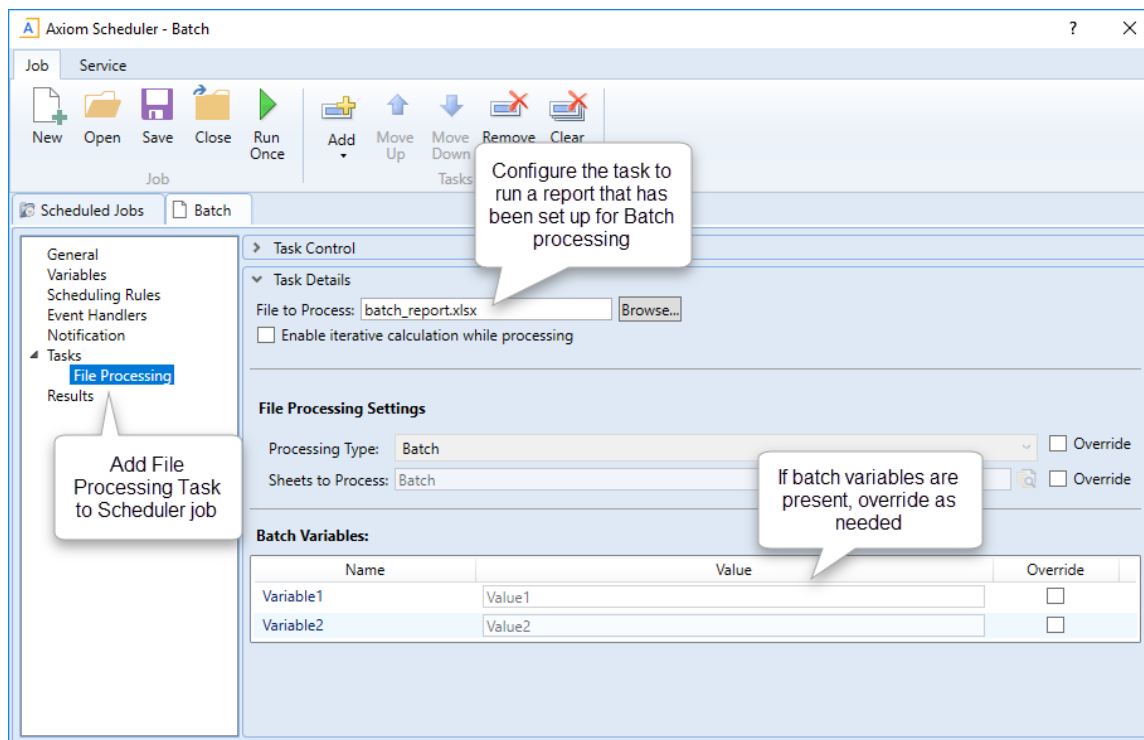 A Axiom Scheduler - Batch ?
Job Service
New Open Save Close Run Once Add Move Up Move Down Remove Clear
Job Tasks
Configure the task to
run a report that has
been set up for Batch
processing
Scheduled Jobs Batch
General
Variables
Scheduling Rules
Event Handlers
Notification
Tasks
File Processing
Results
Add File
Processing Task
to Scheduler job
Task Control
Task Details
File to Process: batch_report.xlsx Browse...
Enable iterative calculation while processing
File Processing Settings
Processing Type: Batch Override
Sheets to Process: Batch Override
If batch variables are
present, override as
needed
Batch Variables:
Name Value Override
Variable1 Value1
Variable2 Value2